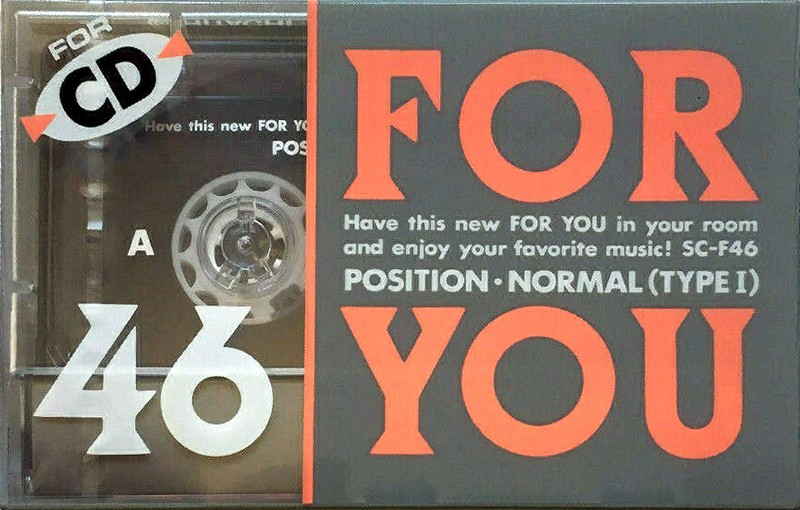 FOR
CD
Have this new FOR YO
POS
A
46
FOR
Have this new FOR YOU in your room
and enjoy your favorite music! SC-F46
POSITION・NORMAL (TYPE I)
YOU